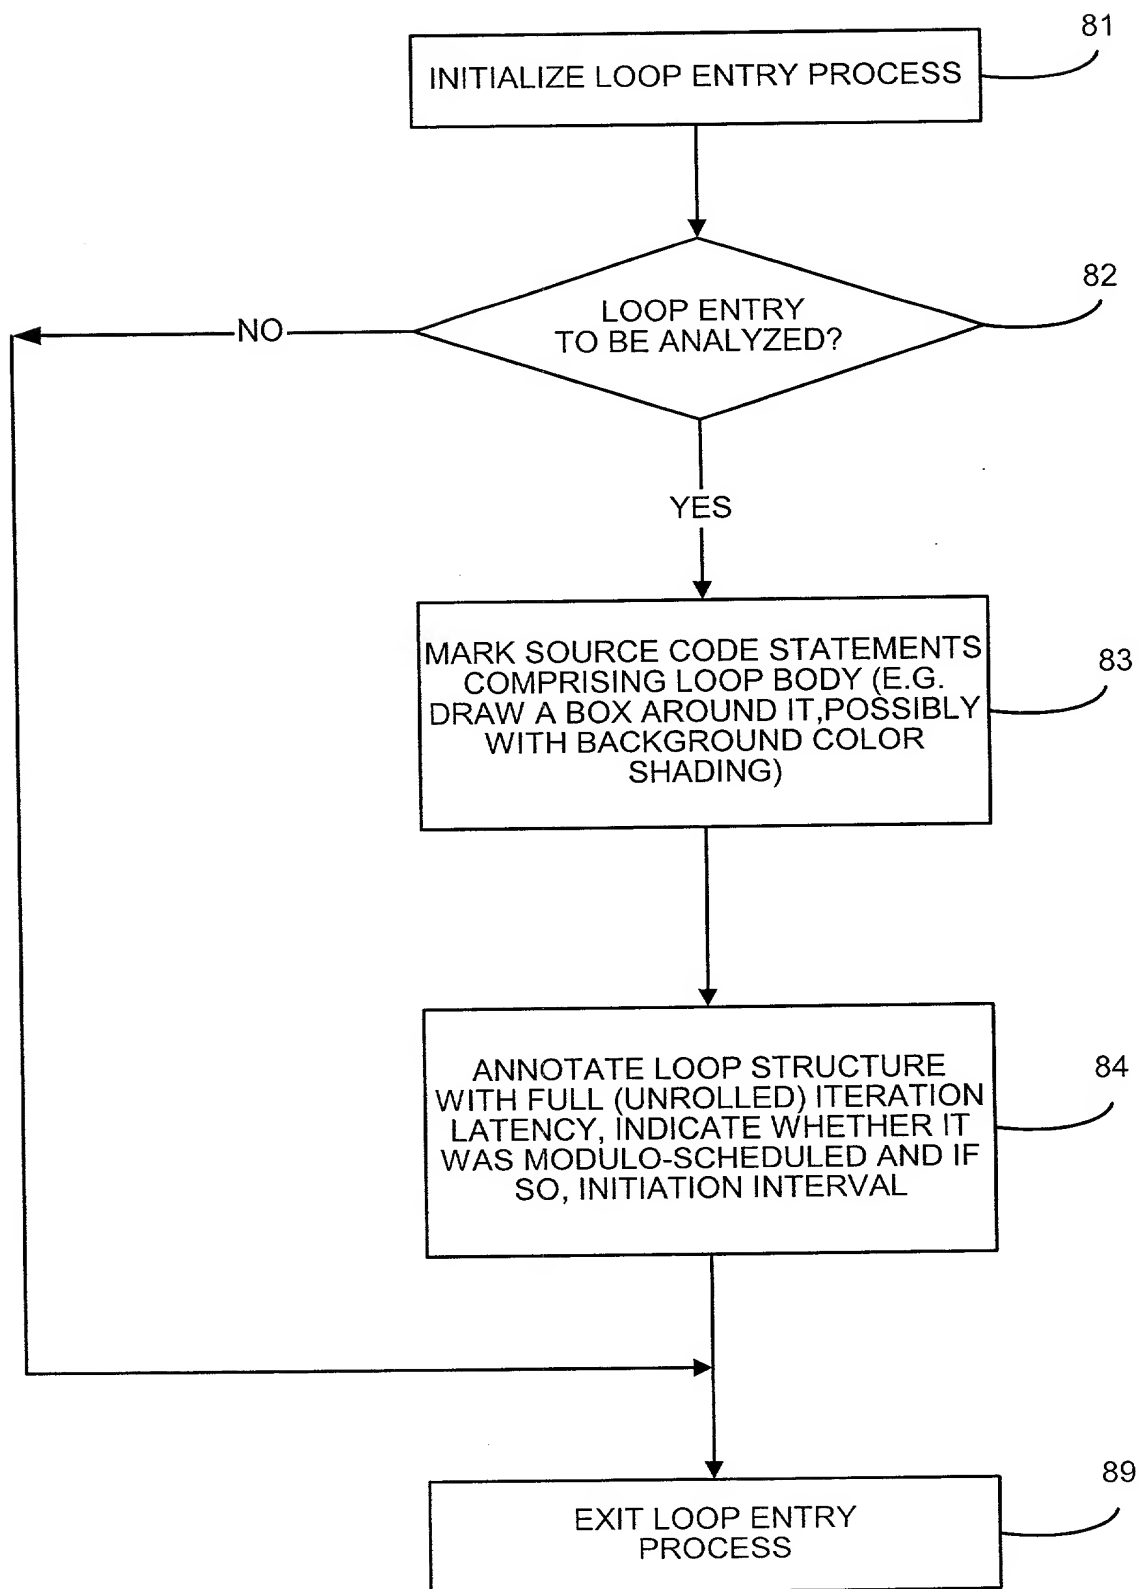 81
INITIALIZE LOOP ENTRY PROCESS
82
LOOP ENTRY
TO BE ANALYZED?
NO
YES
MARK SOURCE CODE STATEMENTS
COMPRISING LOOP BODY (E.G.
DRAW A BOX AROUND IT,POSSIBLY
WITH BACKGROUND COLOR
SHADING)
83
ANNOTATE LOOP STRUCTURE
WITH FULL (UNROLLED) ITERATION
LATENCY, INDICATE WHETHER IT
WAS MODULO-SCHEDULED AND IF
SO, INITIATION INTERVAL
84
EXIT LOOP ENTRY
PROCESS
89